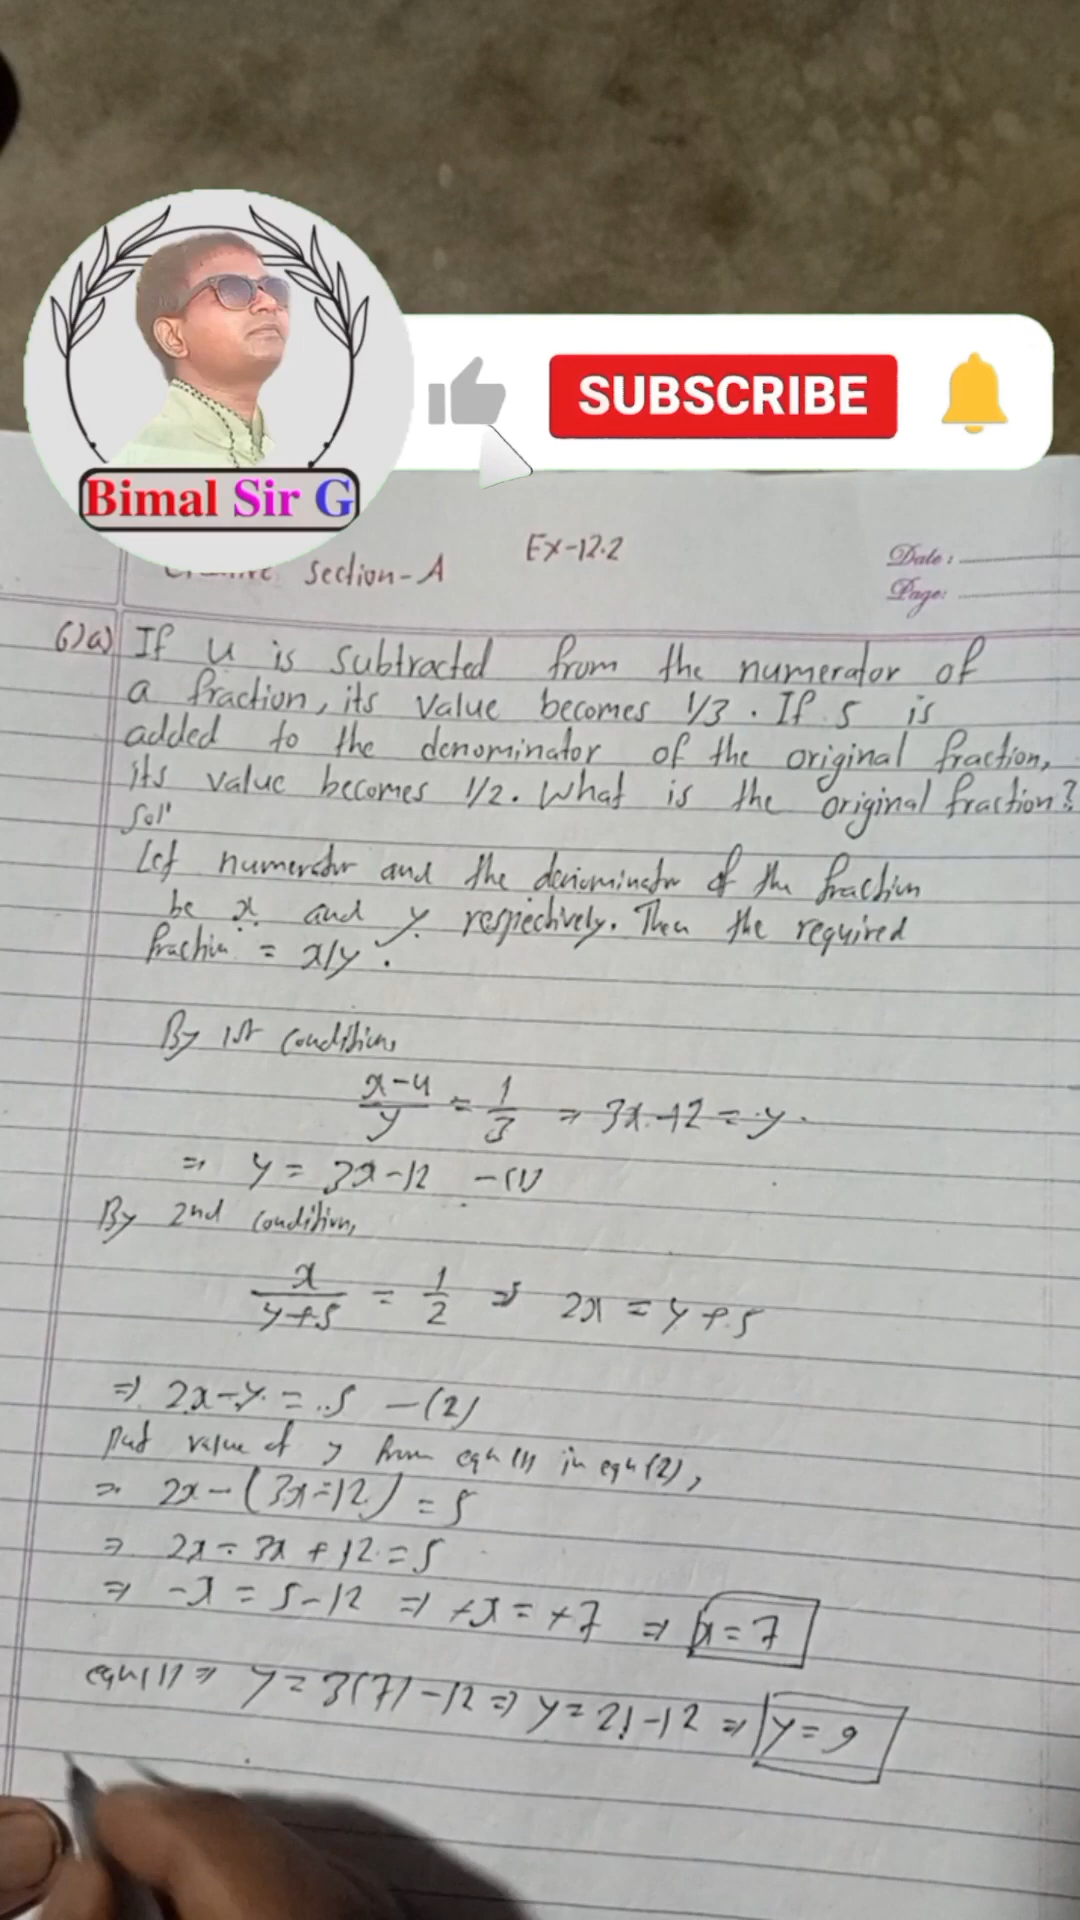 SUBSCRIBE
Bimal Sir G
Ex-12.2
Section-A
Date:
Page:
6)a) If 4 is subtracted from the numerator of
a fraction, its value becomes 1/3. If 5 is
added to the denominator of the original fraction,
its value becomes 1/2. What is the original fraction?
Solⁿ
Let numerator and the denominator of the fraction
be x and y respectively. Then the required
fraction = x/y.
By 1st condition,
(x-4)/y = 1/3 ⇒ 3x-12 = y
⇒ y = 3x-12 -(1)
By 2nd condition,
x/(y+5) = 1/2 ⇒ 2x = y+5
⇒ 2x-y = 5 -(2)
Put value of y from eqn (1) in eqn (2),
⇒ 2x-(3x-12) = 5
⇒ 2x-3x+12 = 5
⇒ -x = 5-12 ⇒ +x = +7 ⇒ x = 7
eqn(1) ⇒ y = 3(7)-12 ⇒ y = 21-12 ⇒ y = 9